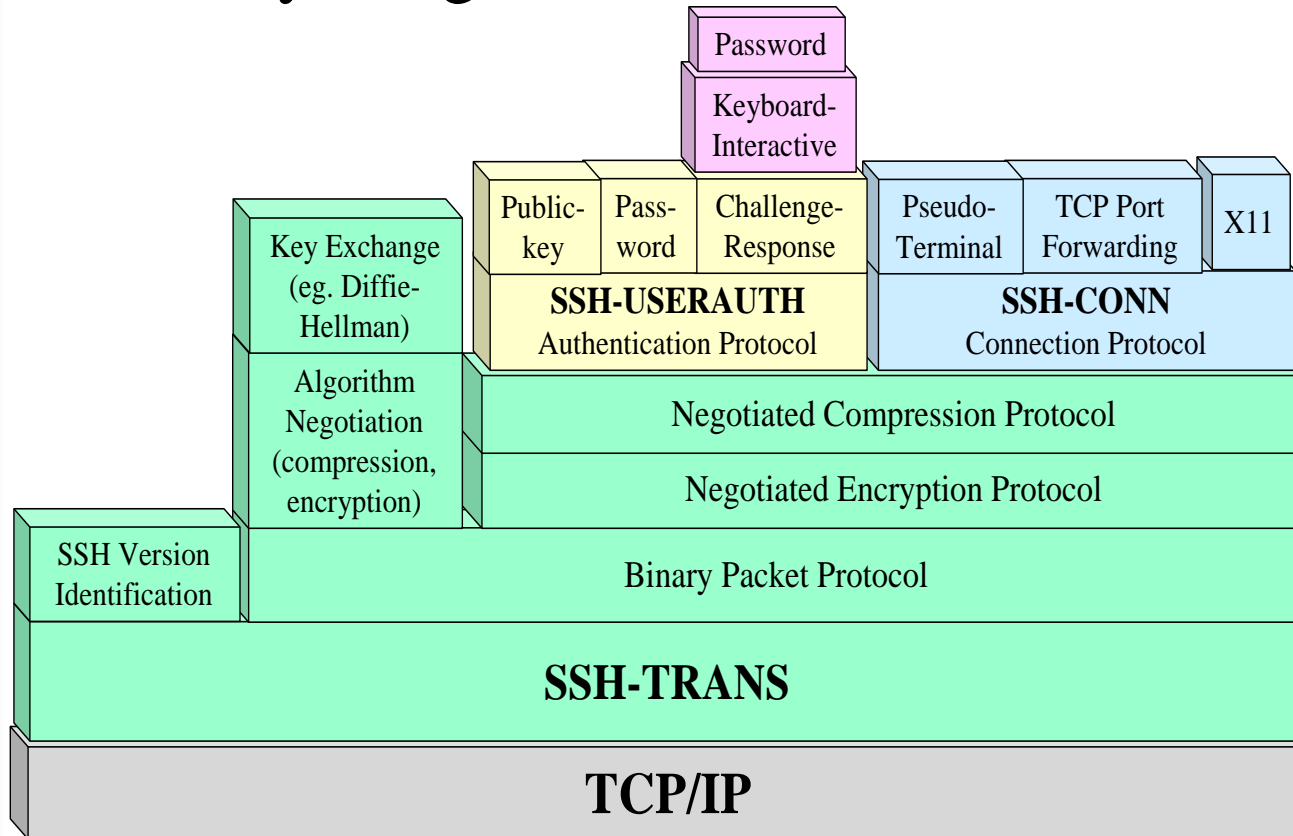 Password
Keyboard-
Interactive
Public-
key
Pass-
word
Challenge-
Response
Pseudo-
Terminal
TCP Port
Forwarding
X11
Key Exchange
(eg. Diffie-
Hellman)
SSH-USERAUTH
Authentication Protocol
SSH-CONN
Connection Protocol
Algorithm
Negotiation
(compression,
encryption)
Negotiated Compression Protocol
Negotiated Encryption Protocol
SSH Version
Identification
Binary Packet Protocol
SSH-TRANS
TCP/IP